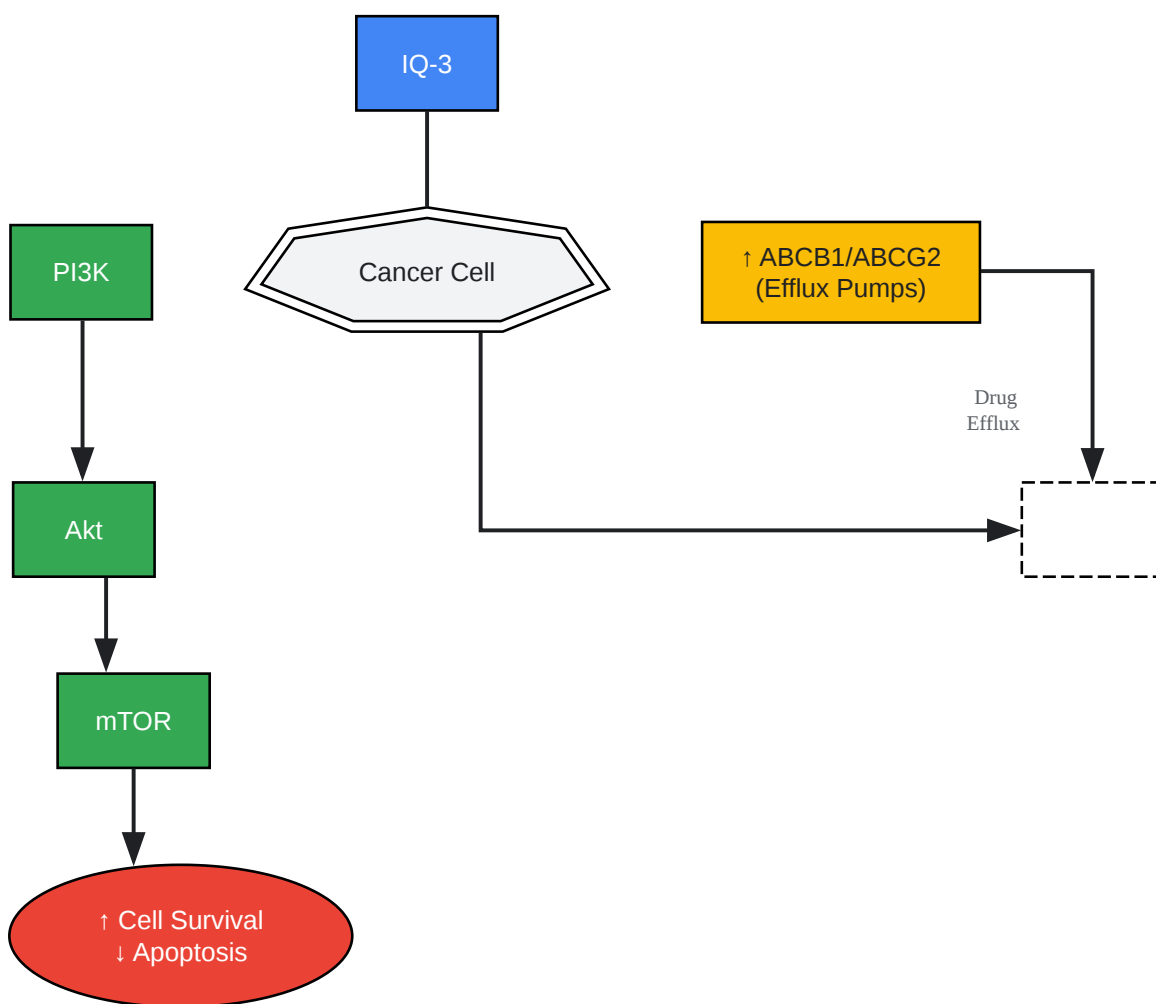 IQ-3
PI3K
Cancer Cell
↑ ABCB1/ABCG2
(Efflux Pumps)
Drug
Efflux
Akt
mTOR
↑ Cell Survival
↓ Apoptosis